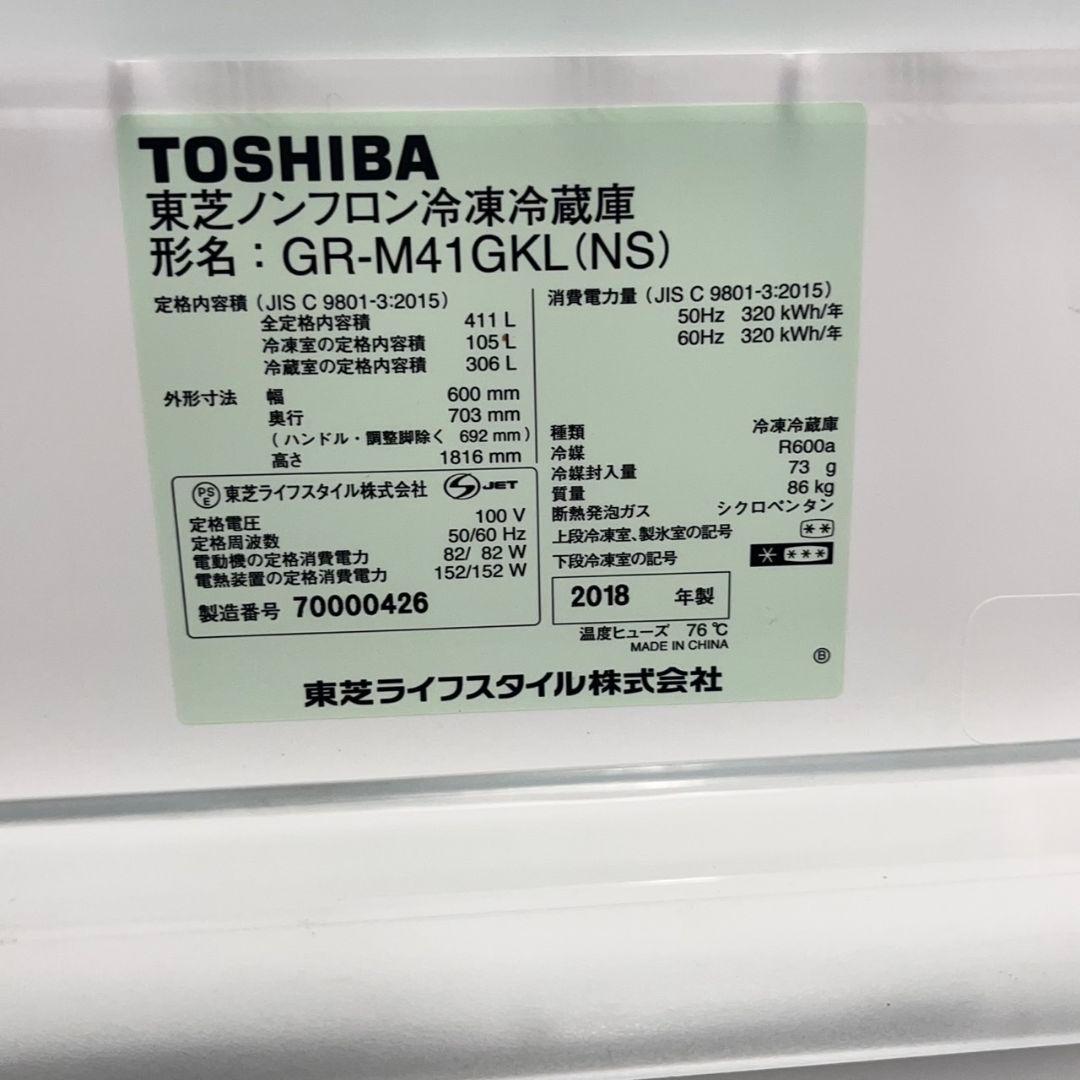 TOSHIBA
東芝ノンフロン冷凍冷蔵庫
形名：GR-M41GKL(NS)
定格内容積（JIS C 9801-3:2015）
全定格内容積 411 L
冷凍室の定格内容積 105 L
冷蔵室の定格内容積 306 L
外形寸法 幅 600 mm
奥行 703 mm
（ハンドル・調整脚除く 692 mm）
高さ 1816 mm
PSE 東芝ライフスタイル株式会社 S JET
定格電圧 100 V
定格周波数 50/60 Hz
電動機の定格消費電力 82/ 82 W
電熱装置の定格消費電力 152/152 W
製造番号 70000426
消費電力量（JIS C 9801-3:2015）
50Hz 320 kWh/年
60Hz 320 kWh/年
種類 冷凍冷蔵庫
冷媒 R600a
冷媒封入量 73 g
質量 86 kg
断熱発泡ガス シクロペンタン
上段冷凍室、製氷室の記号 **
下段冷凍室の記号 * ***
2018 年製
温度ヒューズ 76 ℃
MADE IN CHINA
Ⓑ
東芝ライフスタイル株式会社